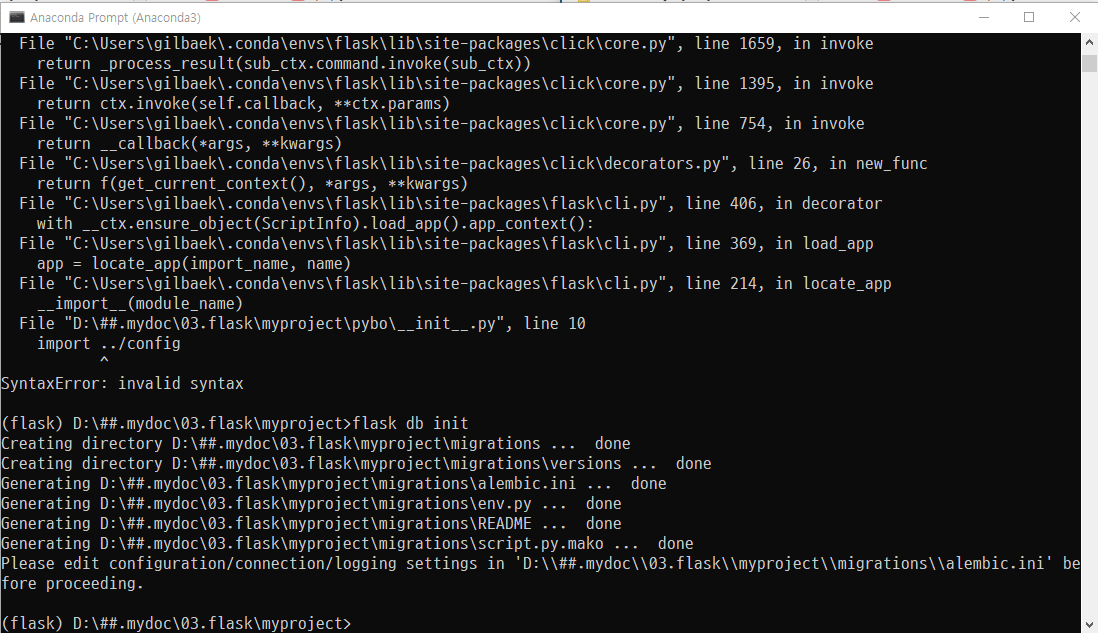 Anaconda Prompt (Anaconda3)
  File "C:\Users\gilbaek\.conda\envs\flask\lib\site-packages\click\core.py", line 1659, in invoke
    return _process_result(sub_ctx.command.invoke(sub_ctx))
  File "C:\Users\gilbaek\.conda\envs\flask\lib\site-packages\click\core.py", line 1395, in invoke
    return ctx.invoke(self.callback, **ctx.params)
  File "C:\Users\gilbaek\.conda\envs\flask\lib\site-packages\click\core.py", line 754, in invoke
    return __callback(*args, **kwargs)
  File "C:\Users\gilbaek\.conda\envs\flask\lib\site-packages\click\decorators.py", line 26, in new_func
    return f(get_current_context(), *args, **kwargs)
  File "C:\Users\gilbaek\.conda\envs\flask\lib\site-packages\flask\cli.py", line 406, in decorator
    with __ctx.ensure_object(ScriptInfo).load_app().app_context():
  File "C:\Users\gilbaek\.conda\envs\flask\lib\site-packages\flask\cli.py", line 369, in load_app
    app = locate_app(import_name, name)
  File "C:\Users\gilbaek\.conda\envs\flask\lib\site-packages\flask\cli.py", line 214, in locate_app
    __import__(module_name)
  File "D:\##.mydoc\03.flask\myproject\pybo\__init__.py", line 10
    import ../config
           ^
SyntaxError: invalid syntax

(flask) D:\##.mydoc\03.flask\myproject>flask db init
Creating directory D:\##.mydoc\03.flask\myproject\migrations ...  done
Creating directory D:\##.mydoc\03.flask\myproject\migrations\versions ...  done
Generating D:\##.mydoc\03.flask\myproject\migrations\alembic.ini ...  done
Generating D:\##.mydoc\03.flask\myproject\migrations\env.py ...  done
Generating D:\##.mydoc\03.flask\myproject\migrations\README ...  done
Generating D:\##.mydoc\03.flask\myproject\migrations\script.py.mako ...  done
Please edit configuration/connection/logging settings in 'D:\\##.mydoc\\03.flask\\myproject\\migrations\\alembic.ini' be
fore proceeding.

(flask) D:\##.mydoc\03.flask\myproject>